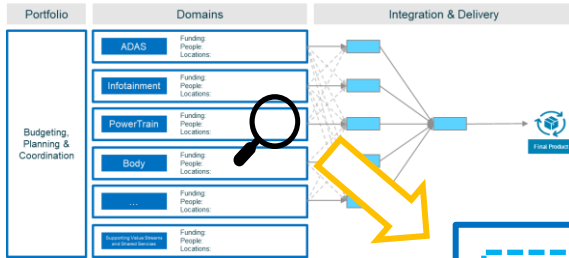 Portfolio
Domains
Integration & Delivery
Budgeting,
Planning &
Coordination
ADAS
Funding:
People:
Locations:
Infotainment
Funding:
People:
Locations:
PowerTrain
Funding:
People:
Locations:
Body
Funding:
People:
Locations:
...
Funding:
People:
Locations:
Supporting Value Streams
and Shared Services
Funding:
People:
Locations:
Final Product